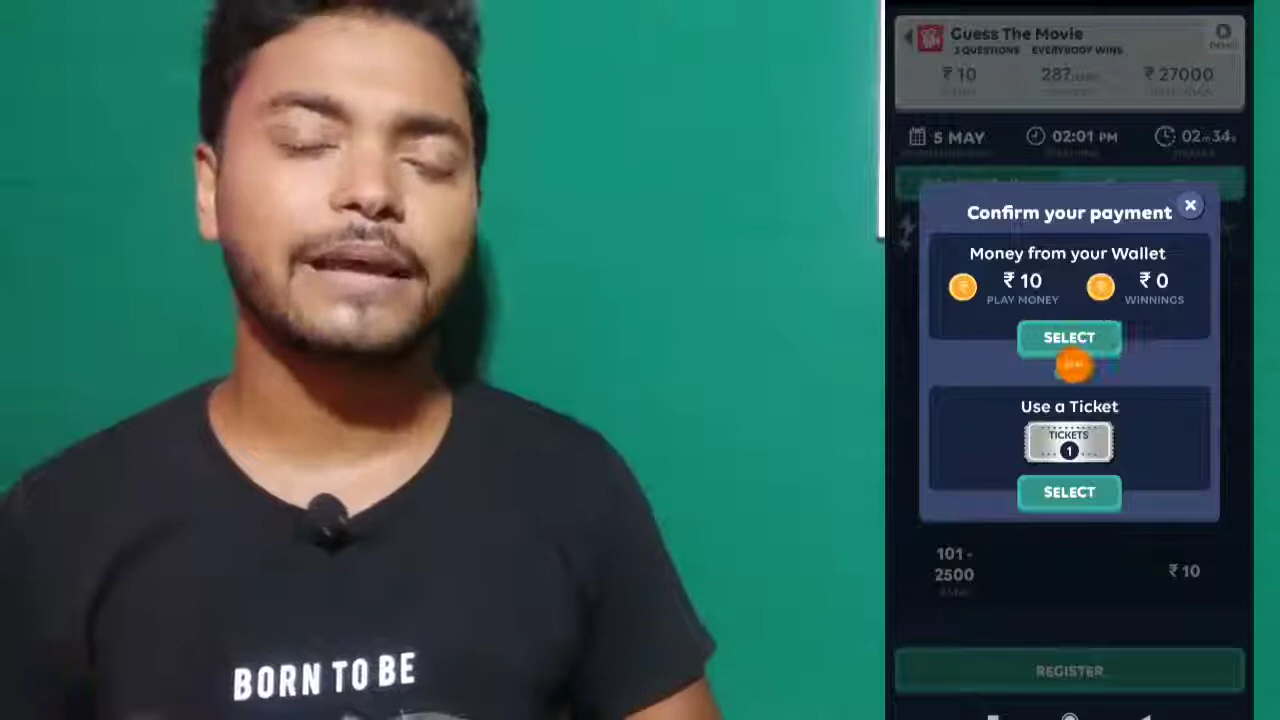 Guess The Movie
3 QUESTIONS EVERYBODY WINS
₹ 10
₹ 27000
5 MAY
02:01 PM
02m 34s
Confirm your payment
Money from your Wallet
₹ 10
PLAY MONEY
₹ 0
WINNINGS
SELECT
Use a Ticket
TICKETS
1
SELECT
101 -
2500
₹ 10
REGISTER
BORN TO BE